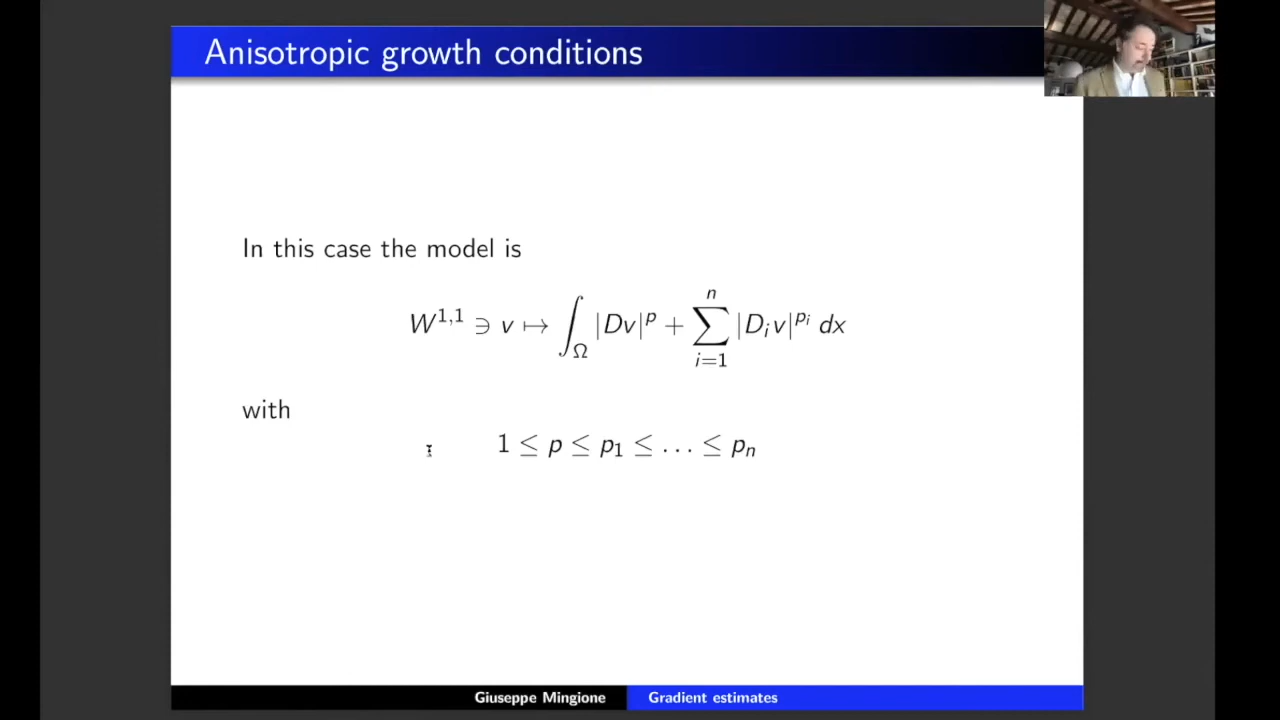 Anisotropic growth conditions
In this case the model is
W^{1,1} ∋ v ↦ ∫_Ω |Dv|^p + ∑_{i=1}^n |D_i v|^{p_i} dx
with
1 ≤ p ≤ p_1 ≤ … ≤ p_n
Giuseppe Mingione Gradient estimates